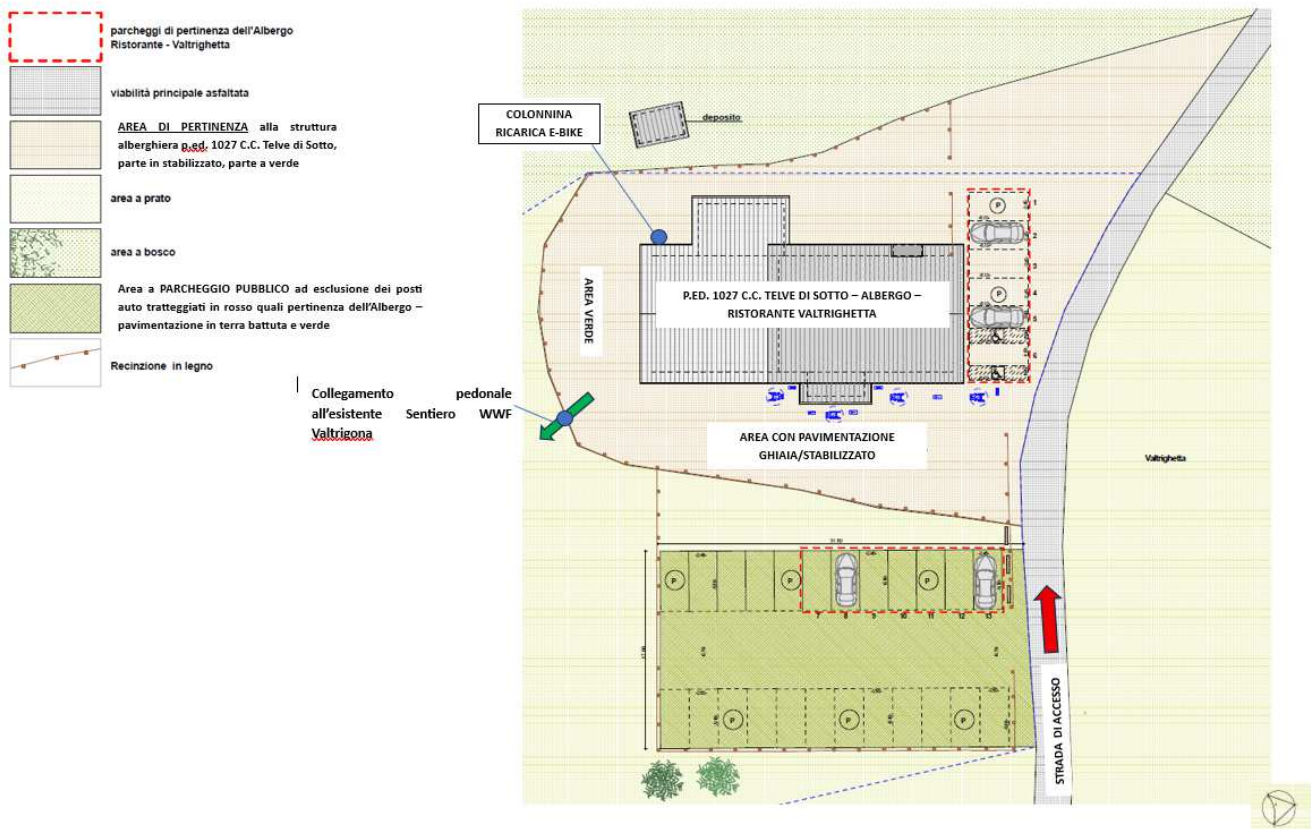 parcheggi di pertinenza dell'Albergo
Ristorante - Valtrighetta
viabilità principale asfaltata
AREA DI PERTINENZA alla struttura
alberghiera p.ed. 1027 C.C. Telve di Sotto,
parte in stabilizzato, parte a verde
area a prato
area a bosco
Area a PARCHEGGIO PUBBLICO ad esclusione dei posti
auto tratteggiati in rosso quali pertinenza dell'Albergo –
pavimentazione in terra battuta e verde
Recinzione in legno
COLONNINA
RICARICA E-BIKE
deposito
AREA VERDE
P.ED. 1027 C.C. TELVE DI SOTTO – ALBERGO –
RISTORANTE VALTRIGHETTA
P
1
2
3
P
4
5
6
Collegamento pedonale
all'esistente Sentiero WWF
Valtrigona
AREA CON PAVIMENTAZIONE
GHIAIA/STABILIZZATO
Valtrighetta
P
P
P
7 8 9 10 11 12 13
P
P
P
STRADA DI ACCESSO